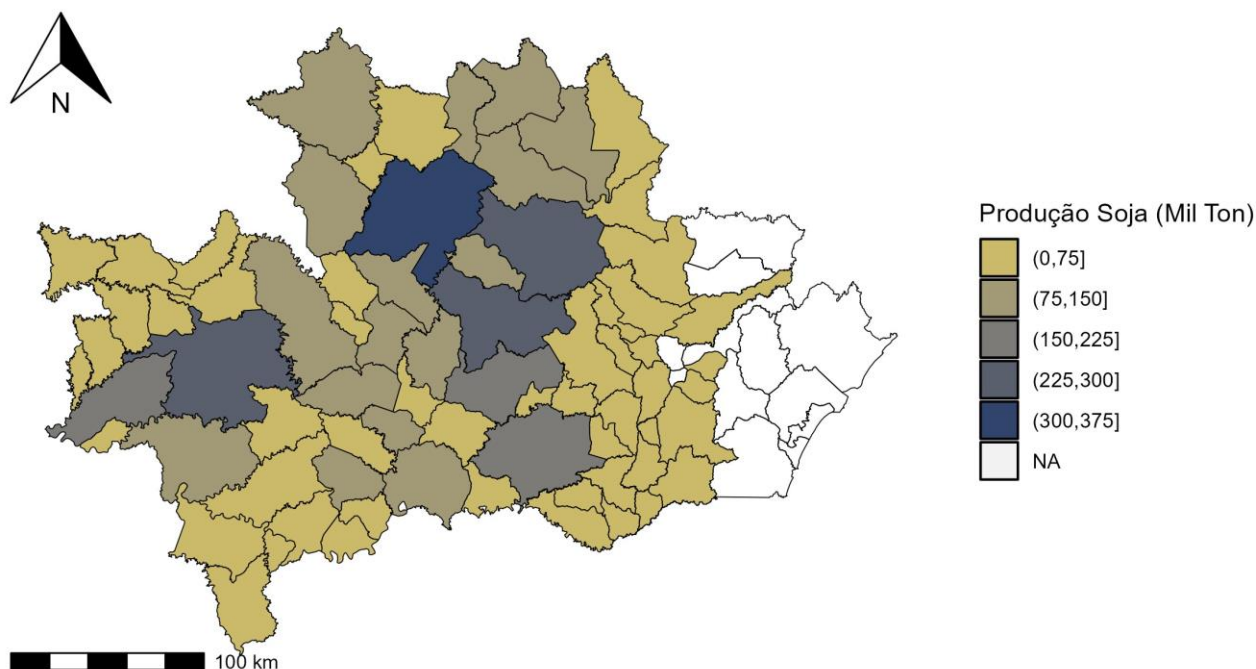 N
Produção Soja (Mil Ton)
(0,75]
(75,150]
(150,225]
(225,300]
(300,375]
NA
100 km